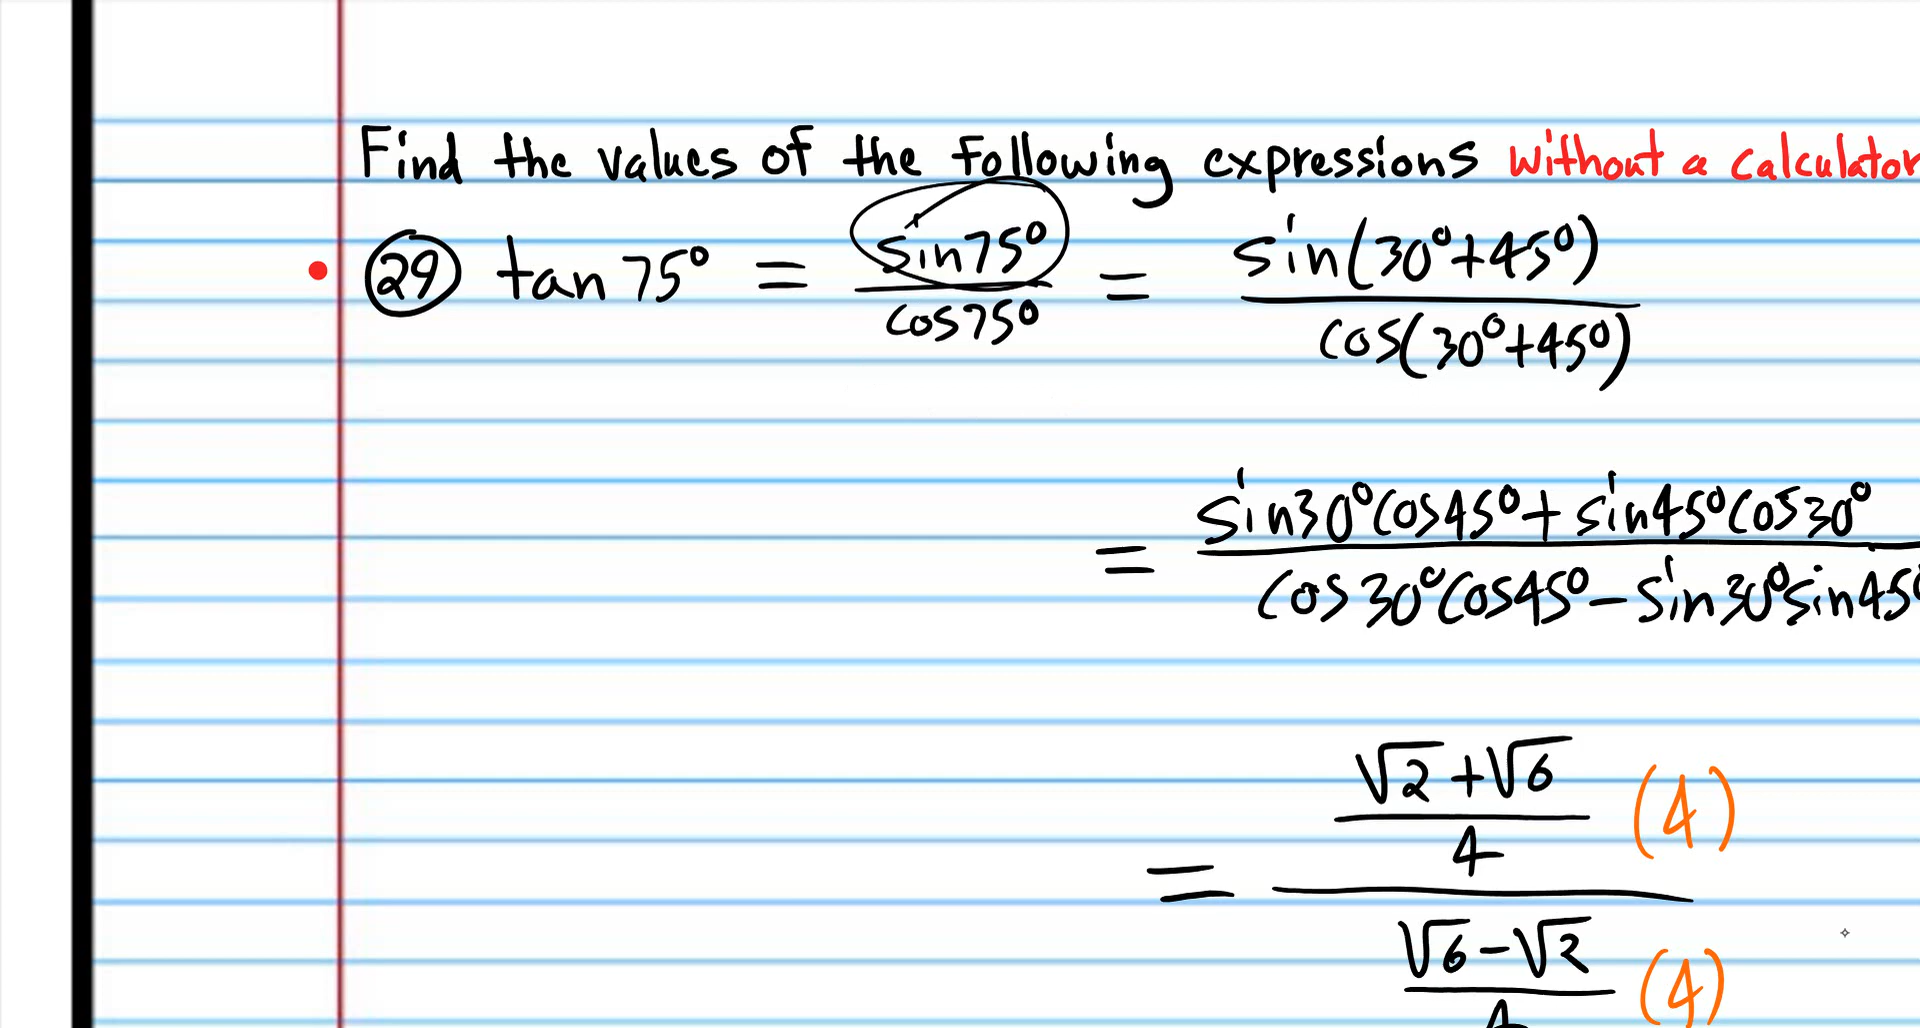 Find the values of the following expressions without a calculator
29 tan 75° = sin75° / cos75° = sin(30°+45°) / cos(30°+45°)
= sin30°cos45° + sin45°cos30° / cos30°cos45° - sin30°sin45°
= √2+√6 / 4 (4) / √6-√2 / 4 (4)